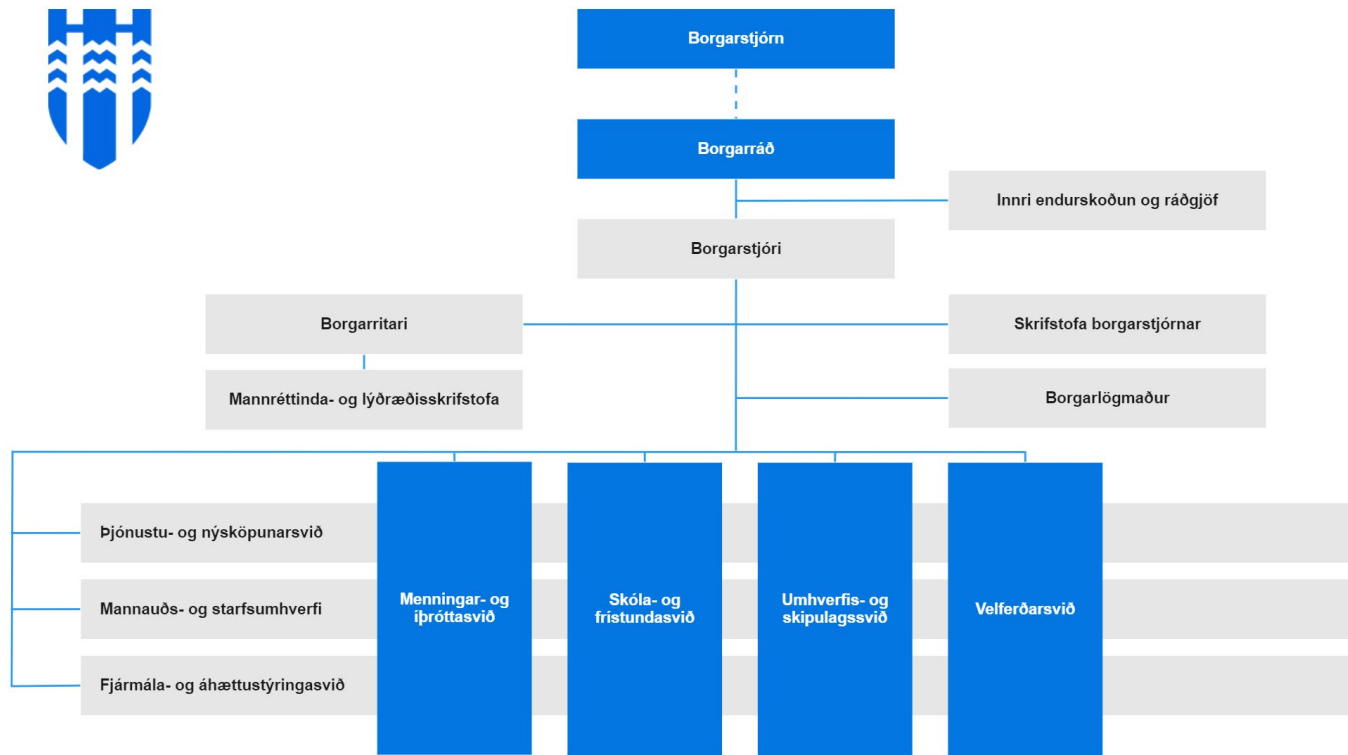 Borgarstjórn
Borgarráð
Innri endurskoðun og ráðgjöf
Borgarstjóri
Borgarritari
Skrifstofa borgarstjórnar
Mannréttinda- og lýðræðisskrifstofa
Borgarlögmaður
Þjónustu- og nýsköpunarsvið
Mannauðs- og starfsumhverfi
Fjármála- og áhættustýringasvið
Menningar- og
íþróttasvið
Skóla- og
frístundasvið
Umhverfis- og
skipulagssvið
Velferðarsvið